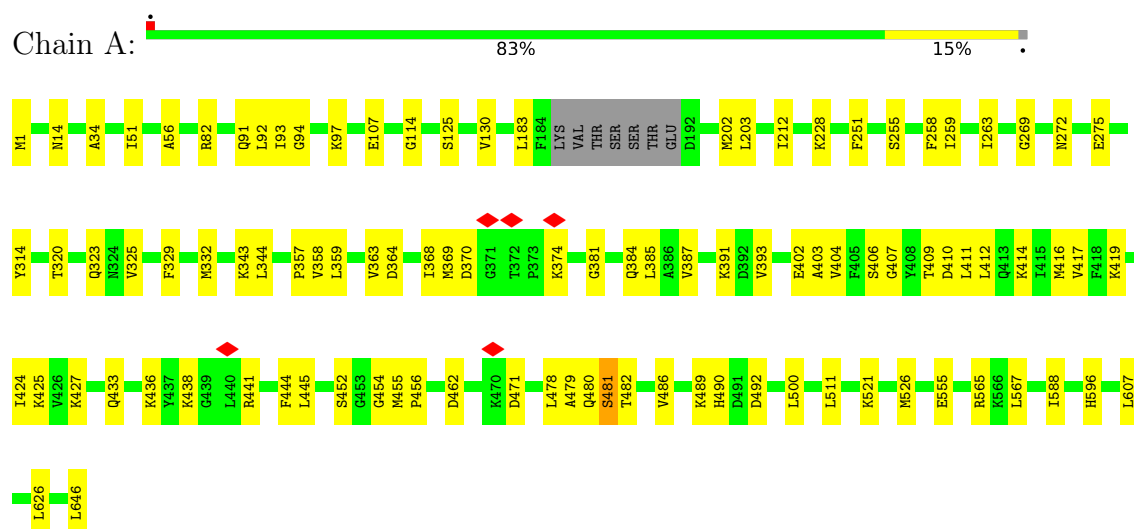 Chain A:
83% 15%
M1 N14 A34 I51 A56 R82 Q91 L92 I93 G94 K97 E107 G114 S125 V130 L183 F184 LYS VAL THR SER SER THR GLU D192 M202 L203 I212 K228 F251 S255 F258 I259 I263 G269 N272 E275
Y314 T320 Q323 N324 V325 F329 M332 K343 L344 P357 V358 L359 V363 D364 I368 M369 D370 G371 T372 P373 K374 G381 Q384 L385 A386 V387 K391 D392 V393 E402 A403 V404 F405 S406 G407 Y408 T409 D410 L411 L412 Q413 K414 I415 M416 V417 F418 K419
I424 K425 V426 K427 Q433 K436 Y437 K438 G439 L440 R441 F444 L445 S452 G453 G454 M455 P456 D462 K470 D471 L478 A479 Q480 S481 T482 V486 K489 H490 D491 D492 L500 L511 K521 M526 E555 R565 K566 L567 I588 H596 L607
L626 L646